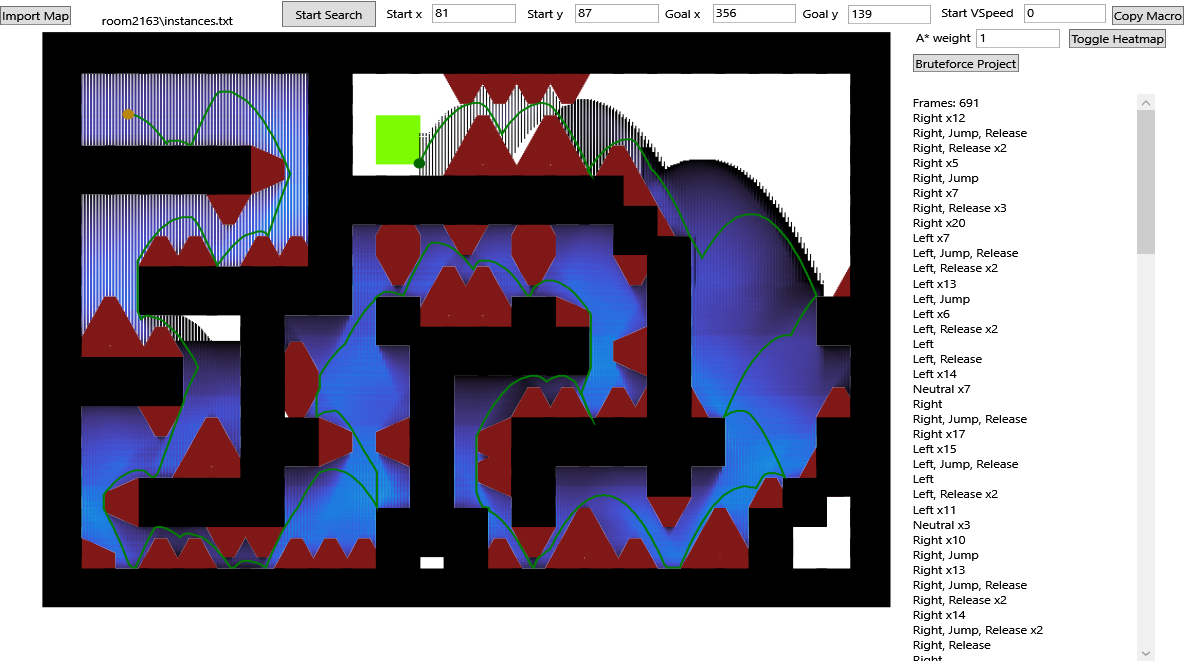 Import Map
room2163\instances.txt
Start Search
Start x 81
Start y 87
Goal x 356
Goal y 139
Start VSpeed 0
Copy Macro
A* weight 1
Toggle Heatmap
Bruteforce Project
Frames: 691
Right x12
Right, Jump, Release
Right, Release x2
Right x5
Right, Jump
Right x7
Right, Release x3
Right x20
Left x7
Left, Jump, Release
Left, Release x2
Left x13
Left, Jump
Left x6
Left, Release x2
Left
Left, Release
Left x14
Neutral x7
Right
Right, Jump, Release
Right x17
Left x15
Left, Jump, Release
Left
Left, Release x2
Left x11
Neutral x3
Right x10
Right, Jump
Right x13
Right, Jump, Release
Right, Release x2
Right x14
Right, Jump, Release x2
Right, Release
Right